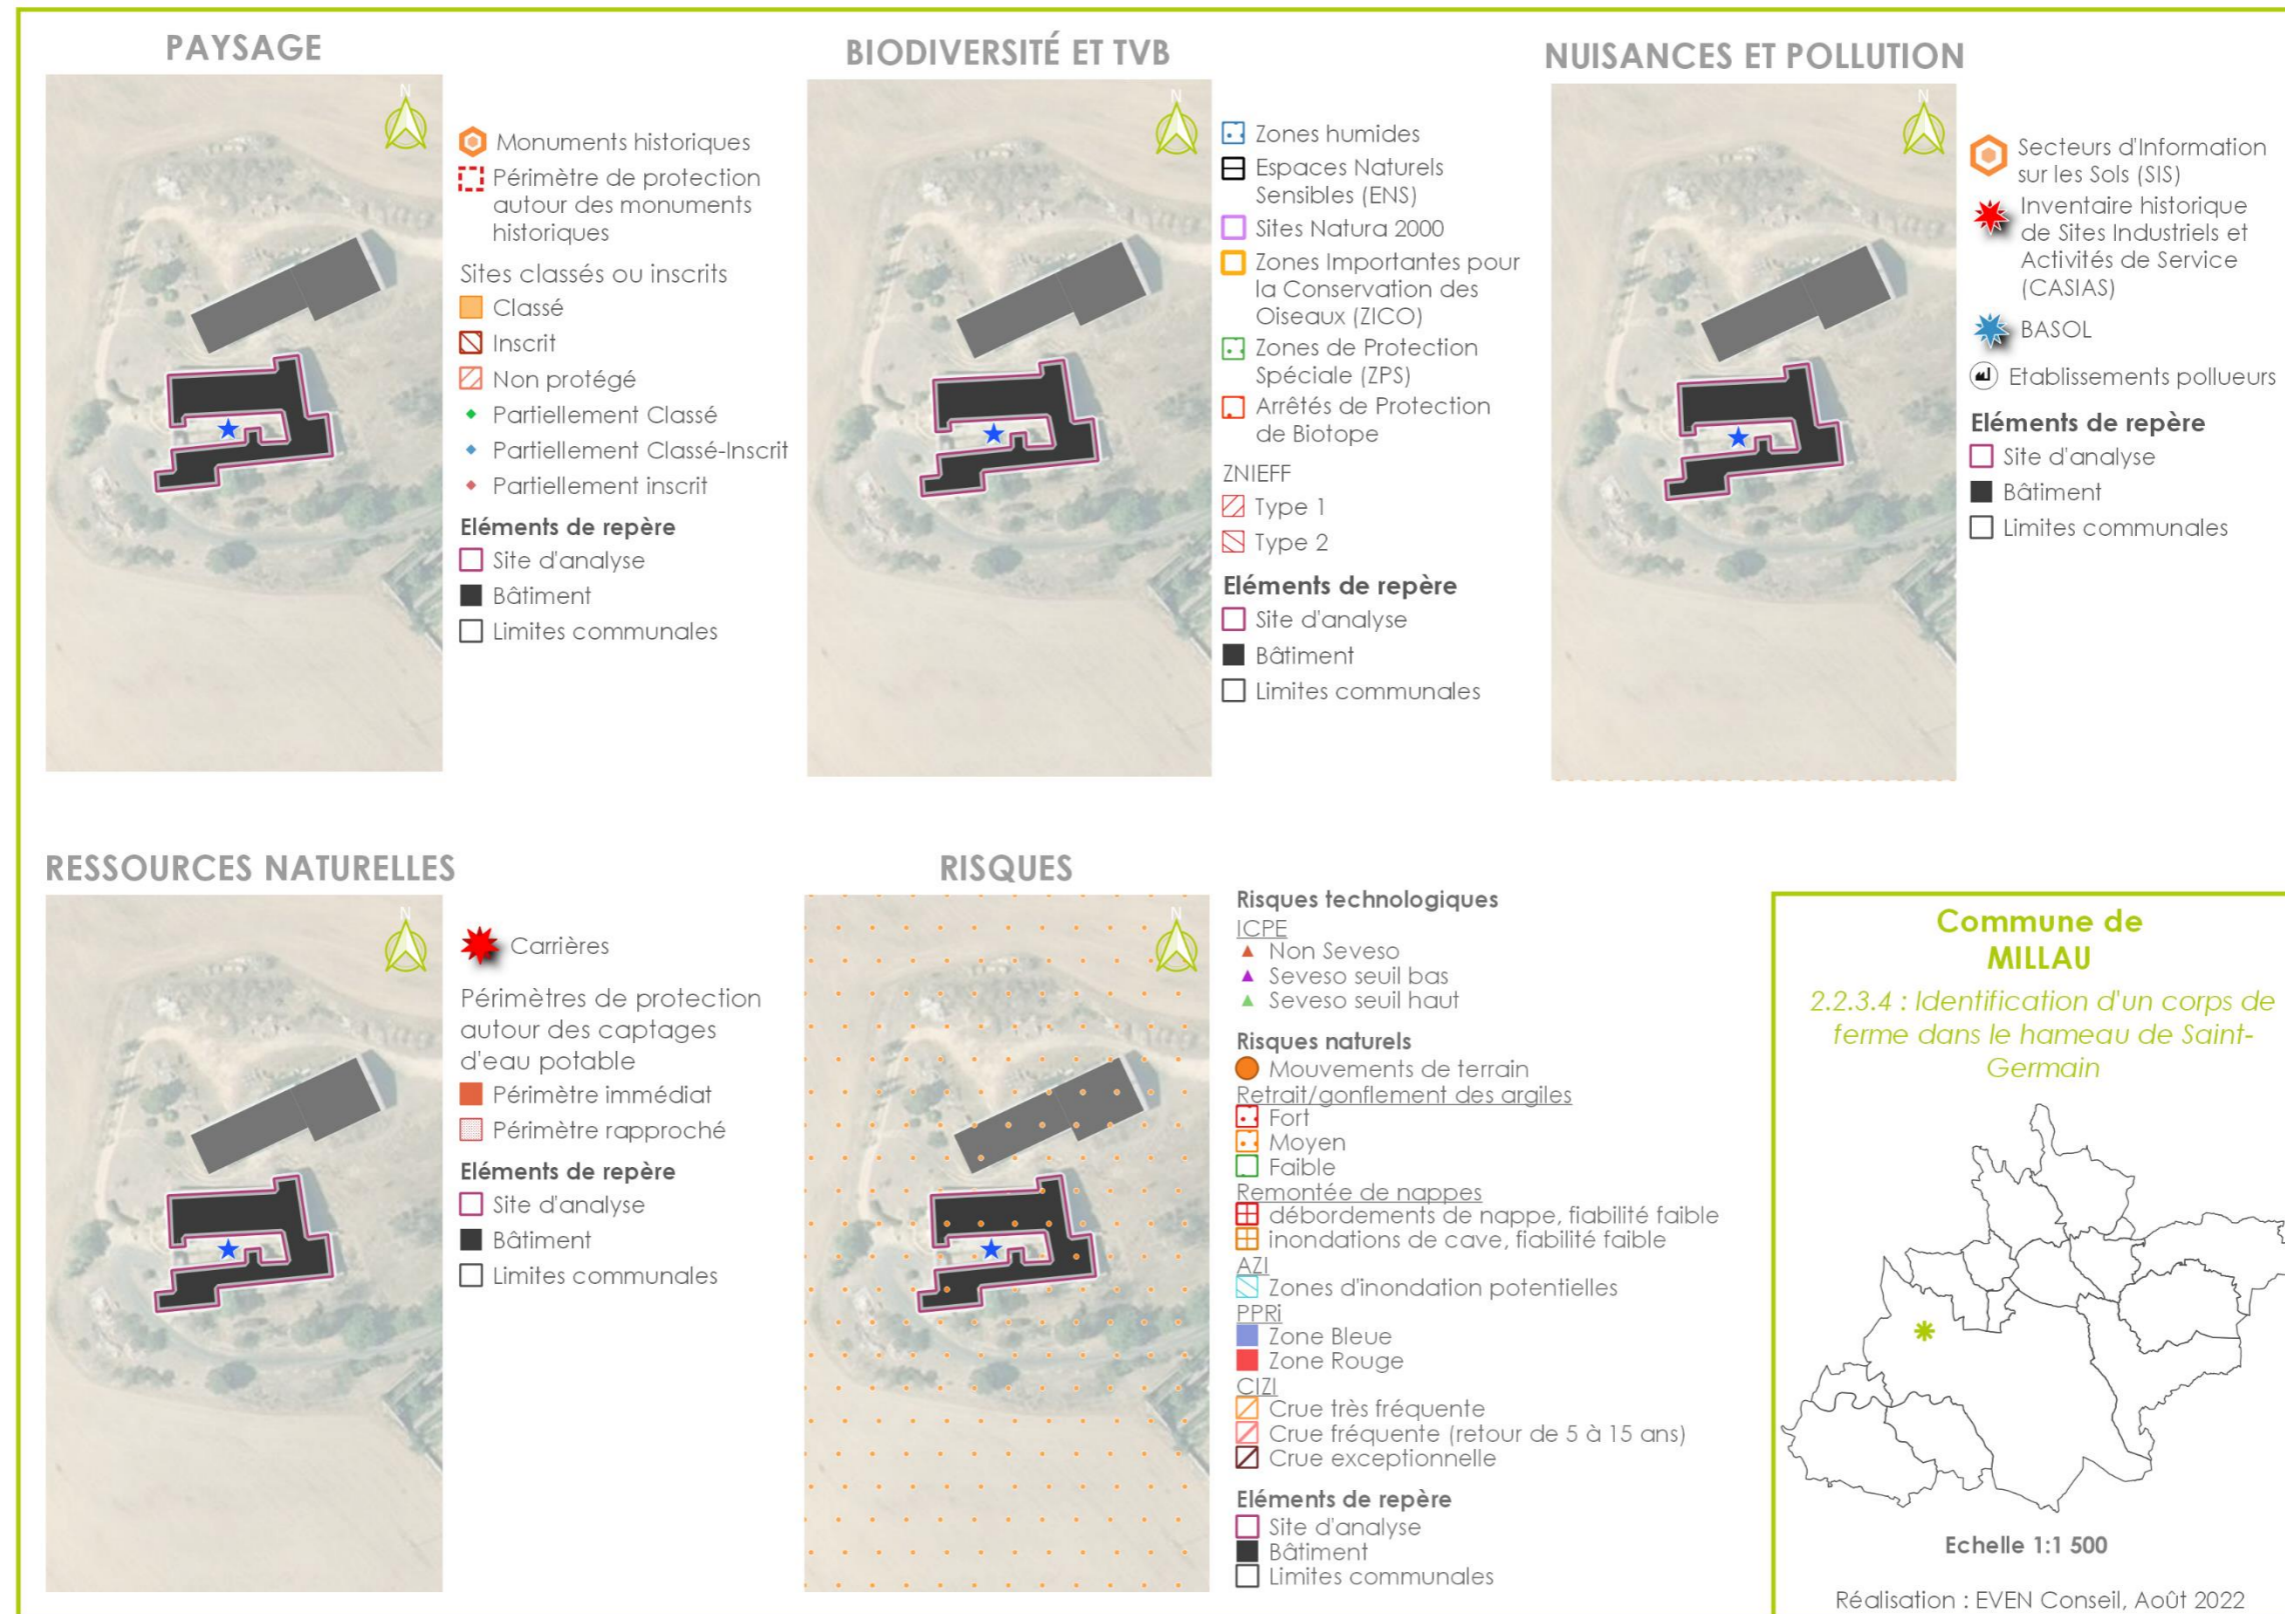 PAYSAGE
N
Monuments historiques
Périmètre de protection
autour des monuments
historiques
Sites classés ou inscrits
Classé
Inscrit
Non protégé
Partiellement Classé
Partiellement Classé-Inscrit
Partiellement inscrit
Eléments de repère
Site d'analyse
Bâtiment
Limites communales
BIODIVERSITÉ ET TVB
N
Zones humides
Espaces Naturels
Sensibles (ENS)
Sites Natura 2000
Zones Importantes pour
la Conservation des
Oiseaux (ZICO)
Zones de Protection
Spéciale (ZPS)
Arrêtés de Protection
de Biotope
ZNIEFF
Type 1
Type 2
Eléments de repère
Site d'analyse
Bâtiment
Limites communales
NUISANCES ET POLLUTION
N
Secteurs d'Information
sur les Sols (SIS)
Inventaire historique
de Sites Industriels et
Activités de Service
(CASIAS)
BASOL
Etablissements pollueurs
Eléments de repère
Site d'analyse
Bâtiment
Limites communales
RESSOURCES NATURELLES
N
Carrières
Périmètres de protection
autour des captages
d'eau potable
Périmètre immédiat
Périmètre rapproché
Eléments de repère
Site d'analyse
Bâtiment
Limites communales
RISQUES
N
Risques technologiques
ICPE
Non Seveso
Seveso seuil bas
Seveso seuil haut
Risques naturels
Mouvements de terrain
Retrait/gonflement des argiles
Fort
Moyen
Faible
Remontée de nappes
débordements de nappe, fiabilité faible
inondations de cave, fiabilité faible
AZI
Zones d'inondation potentielles
PPRi
Zone Bleue
Zone Rouge
CIZI
Crue très fréquente
Crue fréquente (retour de 5 à 15 ans)
Crue exceptionnelle
Eléments de repère
Site d'analyse
Bâtiment
Limites communales
Commune de
MILLAU
2.2.3.4 : Identification d'un corps de
ferme dans le hameau de Saint-
Germain
Echelle 1:1 500
Réalisation : EVEN Conseil, Août 2022